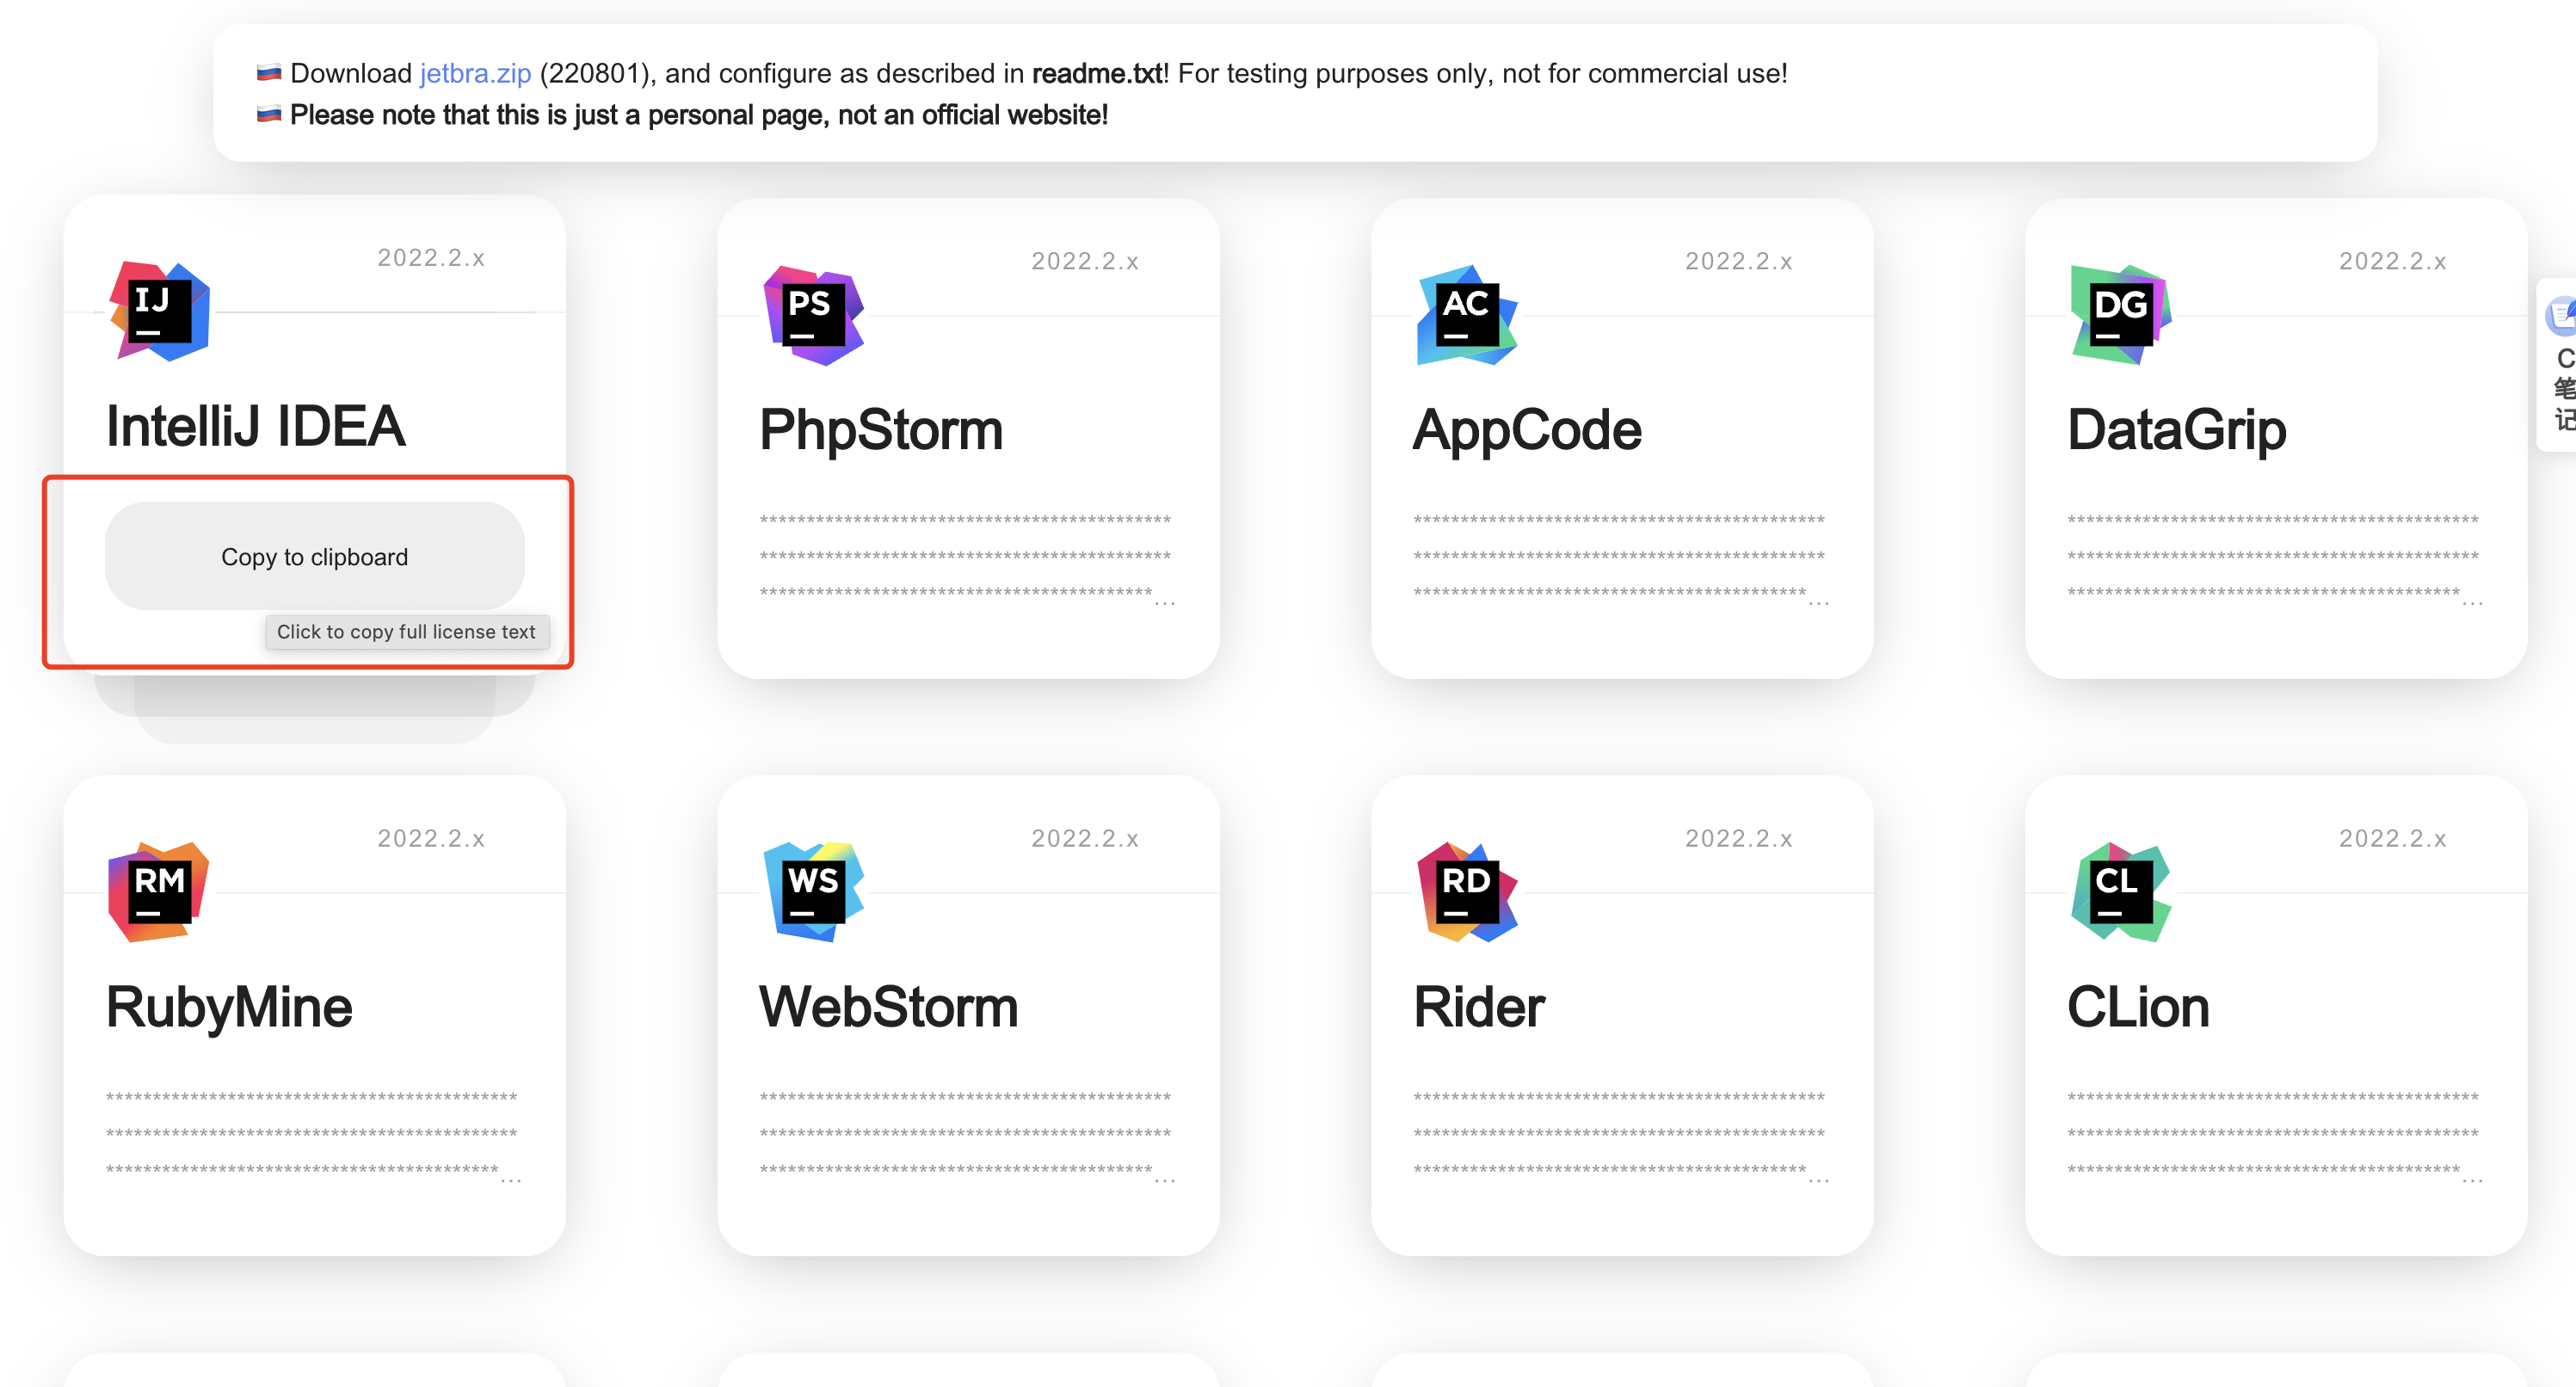 Download jetbra.zip (220801), and configure as described in readme.txt! For testing purposes only, not for commercial use!
Please note that this is just a personal page, not an official website!
2022.2.x
IJ
IntelliJ IDEA
Copy to clipboard
Click to copy full license text
2022.2.x
PS
PhpStorm
*********************************************
*********************************************
*******************************************...
2022.2.x
AC
AppCode
*********************************************
*********************************************
*******************************************...
2022.2.x
DG
DataGrip
*********************************************
*********************************************
*******************************************...
C
笔
记
2022.2.x
RM
RubyMine
*********************************************
*********************************************
*******************************************...
2022.2.x
WS
WebStorm
*********************************************
*********************************************
*******************************************...
2022.2.x
RD
Rider
*********************************************
*********************************************
*******************************************...
2022.2.x
CL
CLion
*********************************************
*********************************************
*******************************************...